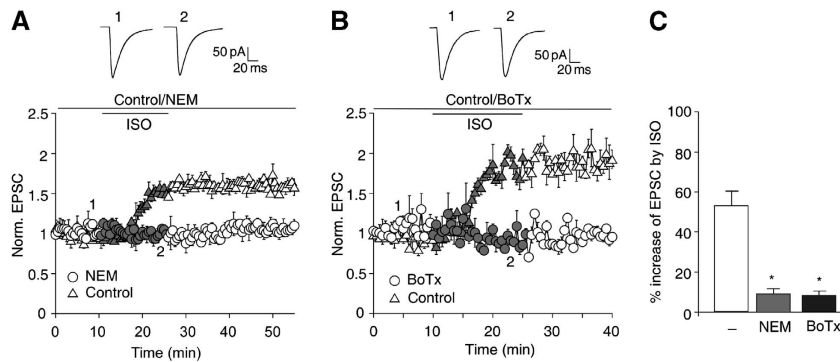 A
1 2
50 pA
20 ms
Control/NEM
ISO
2.5
2
1.5
1
0.5
0
Norm. EPSC
1
2
NEM
Control
0 10 20 30 40 50
Time (min)
B
1 2
50 pA
20 ms
Control/BoTx
ISO
2.5
2
1.5
1
0.5
0
Norm. EPSC
1
2
BoTx
Control
0 10 20 30 40
Time (min)
C
100
80
60
40
20
0
% increase of EPSC by ISO
* *
– NEM BoTx